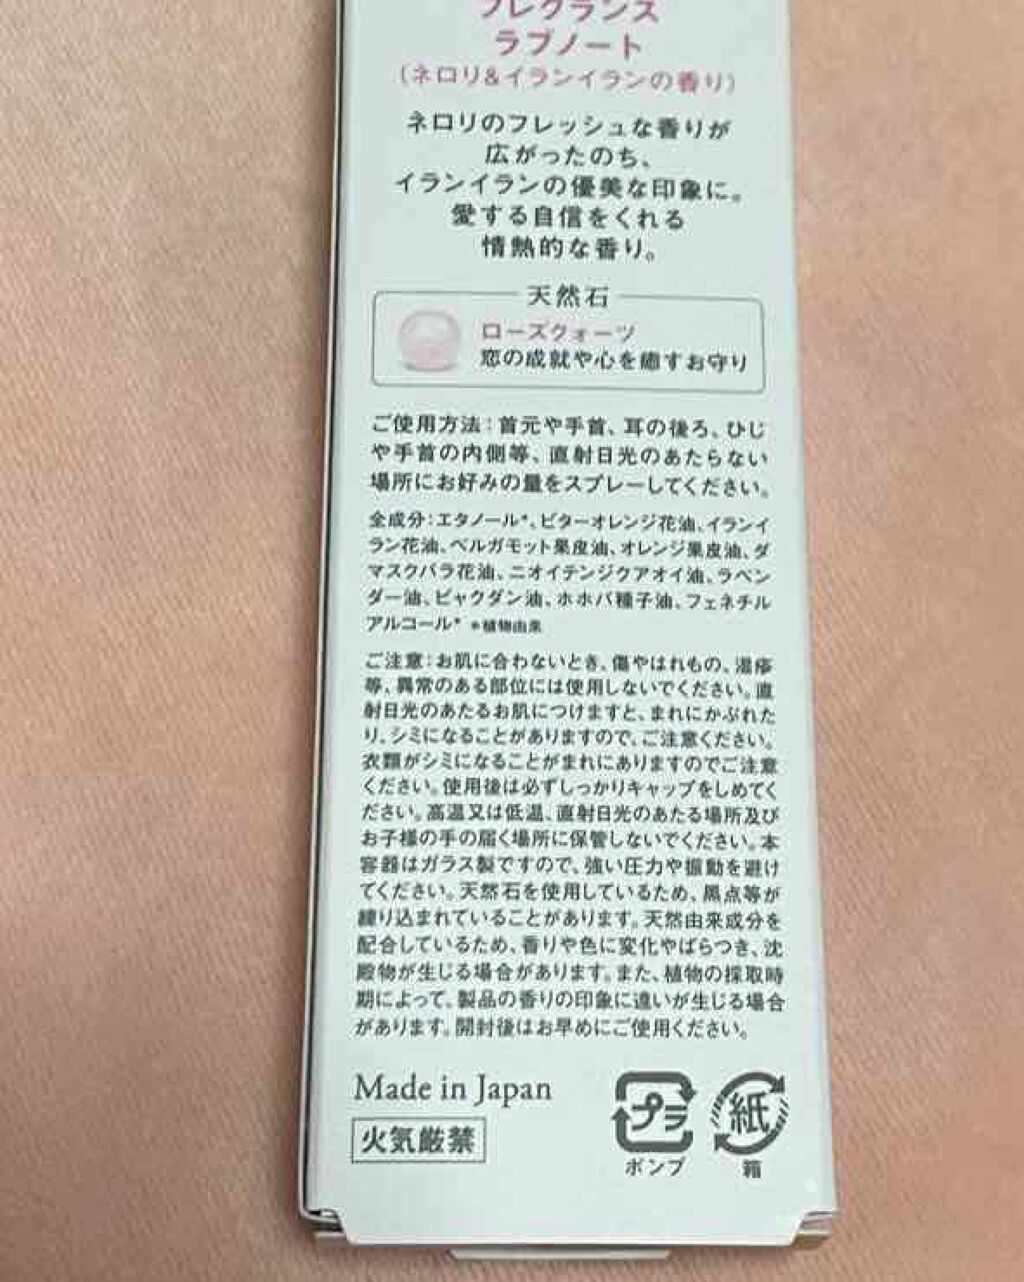 フレグランス
ラブノート
(ネロリ&イランイランの香り)
ネロリのフレッシュな香りが
広がったのち、
イランイランの優美な印象に。
愛する自信をくれる
情熱的な香り。
天然石
ローズクォーツ
恋の成就や心を癒すお守り
ご使用方法:首元や手首、耳の後ろ、ひじ
や手首の内側等、直射日光のあたらない
場所にお好みの量をスプレーしてください。
全成分:エタノール*、ビターオレンジ花油、イランイ
ラン花油、ベルガモット果皮油、オレンジ果皮油、ダ
マスクバラ花油、ニオイテンジクアオイ油、ラベン
ダー油、ビャクダン油、ホホバ種子油、フェネチル
アルコール* *植物由来
ご注意:お肌に合わないとき、傷やはれもの、湿疹
等、異常のある部位には使用しないでください。直
射日光のあたるお肌につけますと、まれにかぶれた
り、シミになることがありますので、ご注意ください。
衣類がシミになることがまれにありますのでご注意
ください。使用後は必ずしっかりキャップをしめてく
ださい。高温又は低温、直射日光のあたる場所及び
お子様の手の届く場所に保管しないでください。本
容器はガラス製ですので、強い圧力や振動を避け
てください。天然石を使用しているため、黒点等が
練り込まれていることがあります。天然由来成分を
配合しているため、香りや色に変化やばらつき、沈
殿物が生じる場合があります。また、植物の採取時
期によって、製品の香りの印象に違いが生じる場合
があります。開封後はお早めにご使用ください。
Made in Japan
火気厳禁
プラ
ポンプ
紙
箱